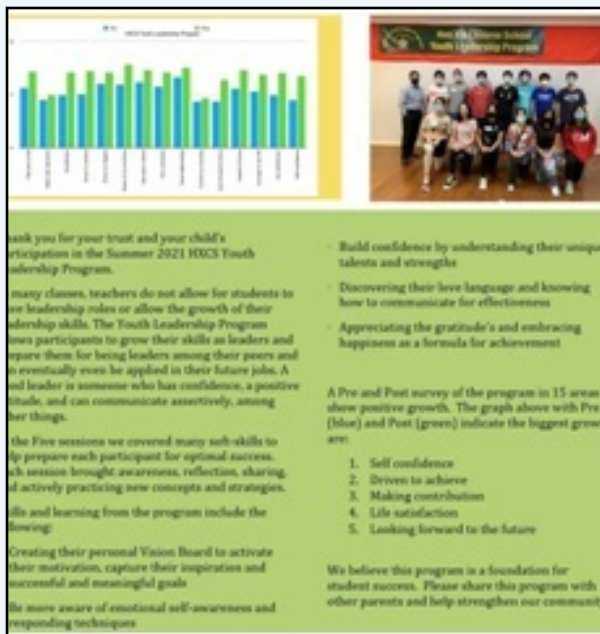 HXCS Youth Leadership Program
Hua Xia Chinese School
Youth Leadership Program
ank you for your trust and your child's
rticipation in the Summer 2021 HXCS Youth
adership Program.
many classes, teachers do not allow for students to
ve leadership roles or allow the growth of their
adership skills. The Youth Leadership Program
ows participants to grow their skills as leaders and
epare them for being leaders among their peers and
n eventually even be applied in their future jobs. A
od leader is someone who has confidence, a positive
titude, and can communicate assertively, among
her things.
the Five sessions we covered many soft-skills to
lp prepare each participant for optimal success.
ch session brought awareness, reflection, sharing,
d actively practicing new concepts and strategies.
ills and learning from the program include the
llowing:
Creating their personal Vision Board to activate
their motivation, capture their inspiration and
successful and meaningful goals
Be more aware of emotional self-awareness and
responding techniques
Build confidence by understanding their unique
talents and strengths
Discovering their love language and knowing
how to communicate for effectiveness
Appreciating the gratitude's and embracing
happiness as a formula for achievement
A Pre and Post survey of the program in 15 areas
show positive growth. The graph above with Pre
(blue) and Post (green) indicate the biggest grow
are:
1. Self confidence
2. Driven to achieve
3. Making contribution
4. Life satisfaction
5. Looking forward to the future
We believe this program is a foundation for
student success. Please share this program with
other parents and help strengthen our communit